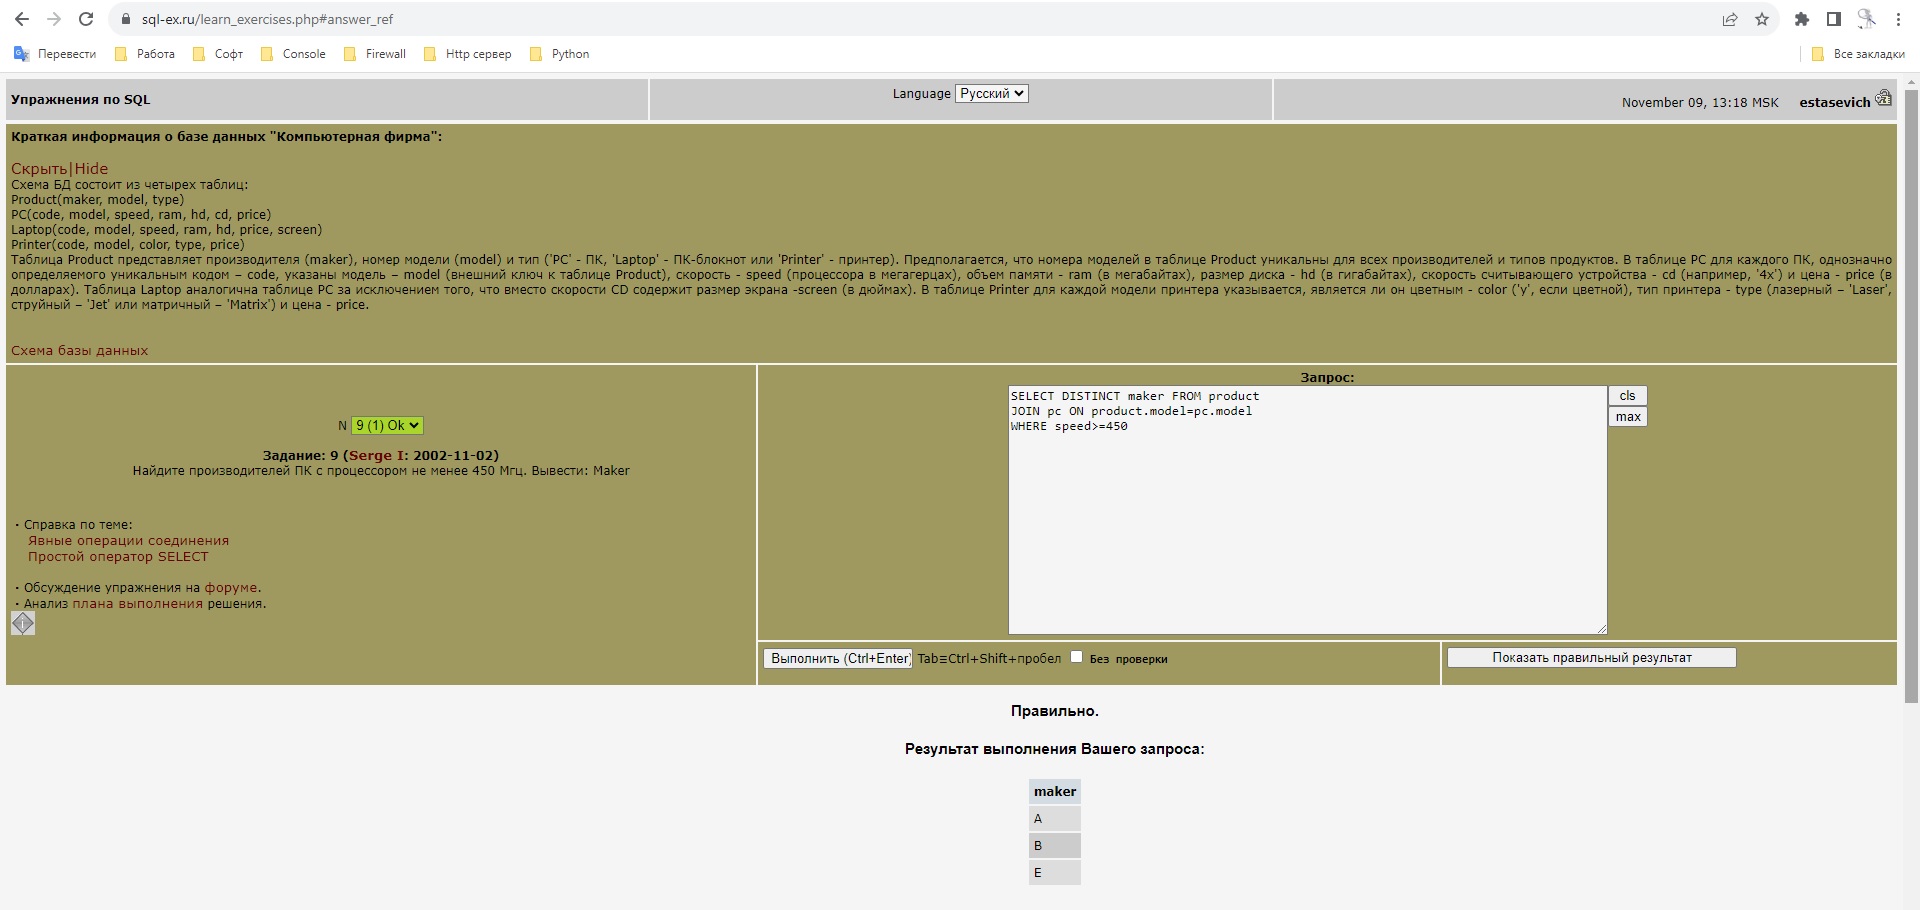 sql-ex.ru/learn_exercises.php#answer_ref
Перевести Работа Софт Console Firewall Http сервер Python Все закладки
Упражнения по SQL Language Русский November 09, 13:18 MSK estasevich
Краткая информация о базе данных "Компьютерная фирма":
Скрыть|Hide
Схема БД состоит из четырех таблиц:
Product(maker, model, type)
PC(code, model, speed, ram, hd, cd, price)
Laptop(code, model, speed, ram, hd, price, screen)
Printer(code, model, color, type, price)
Таблица Product представляет производителя (maker), номер модели (model) и тип ('PC' - ПК, 'Laptop' - ПК-блокнот или 'Printer' - принтер). Предполагается, что номера моделей в таблице Product уникальны для всех производителей и типов продуктов. В таблице PC для каждого ПК, однозначно
определяемого уникальным кодом – code, указаны модель – model (внешний ключ к таблице Product), скорость - speed (процессора в мегагерцах), объем памяти - ram (в мегабайтах), размер диска - hd (в гигабайтах), скорость считывающего устройства - cd (например, '4x') и цена - price (в
долларах). Таблица Laptop аналогична таблице РС за исключением того, что вместо скорости CD содержит размер экрана -screen (в дюймах). В таблице Printer для каждой модели принтера указывается, является ли он цветным - color ('y', если цветной), тип принтера - type (лазерный – 'Laser',
струйный – 'Jet' или матричный – 'Matrix') и цена - price.
Схема базы данных
N 9 (1) Ok
Задание: 9 (Serge I: 2002-11-02)
Найдите производителей ПК с процессором не менее 450 Мгц. Вывести: Maker
· Справка по теме:
Явные операции соединения
Простой оператор SELECT
· Обсуждение упражнения на форуме.
· Анализ плана выполнения решения.
Запрос:
SELECT DISTINCT maker FROM product
JOIN pc ON product.model=pc.model
WHERE speed>=450
cls
max
Выполнить (Ctrl+Enter) Tab≡Ctrl+Shift+пробел Без проверки
Показать правильный результат
Правильно.
Результат выполнения Вашего запроса:
maker
A
B
E